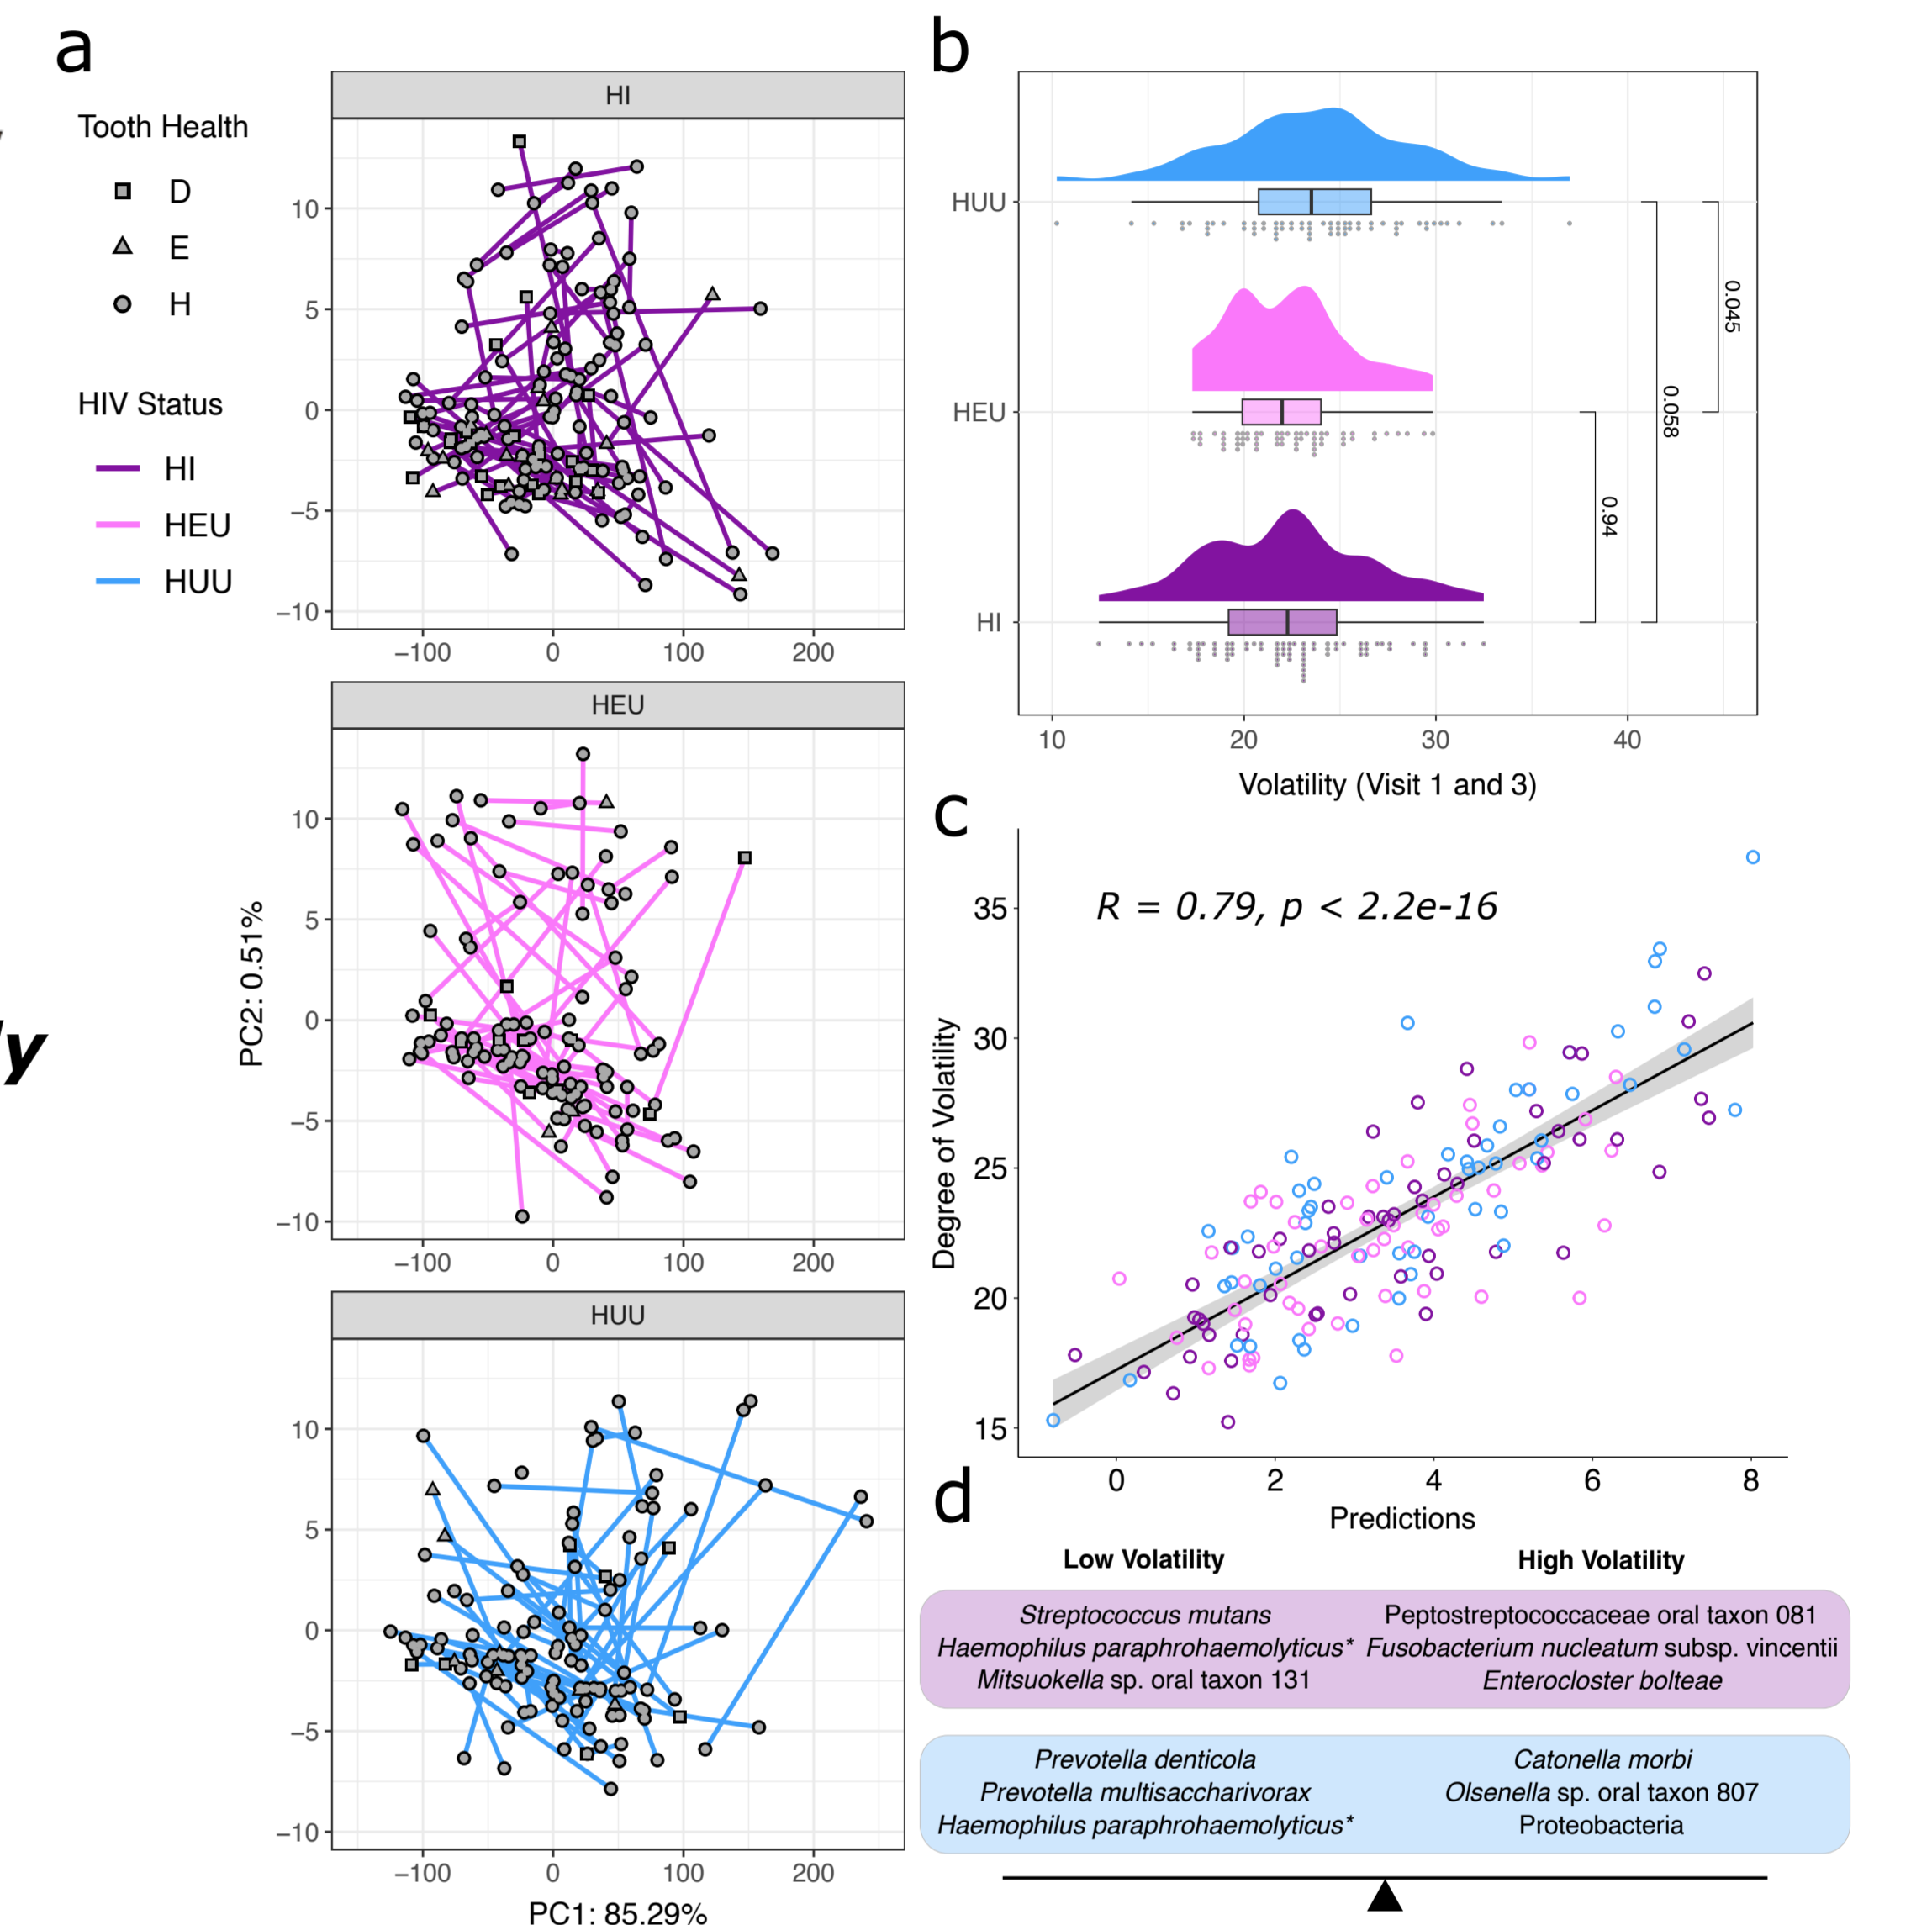 a
Tooth Health
D
E
H
HIV Status
HI
HEU
HUU
HI
10
5
0
−5
−10
−100 0 100 200
HEU
10
5
0
−5
−10
−100 0 100 200
HUU
10
5
0
−5
−10
−100 0 100 200
PC2: 0.51%
PC1: 85.29%
y
b
HUU
HEU
HI
0.045
0.058
0.94
10 20 30 40
Volatility (Visit 1 and 3)
c
R = 0.79, p < 2.2e-16
Degree of Volatility
35
30
25
20
15
0 2 4 6 8
Predictions
d
Low Volatility High Volatility
Streptococcus mutans Peptostreptococcaceae oral taxon 081
Haemophilus paraphrohaemolyticus* Fusobacterium nucleatum subsp. vincentii
Mitsuokella sp. oral taxon 131 Enterocloster bolteae
Prevotella denticola Catonella morbi
Prevotella multisaccharivorax Olsenella sp. oral taxon 807
Haemophilus paraphrohaemolyticus* Proteobacteria